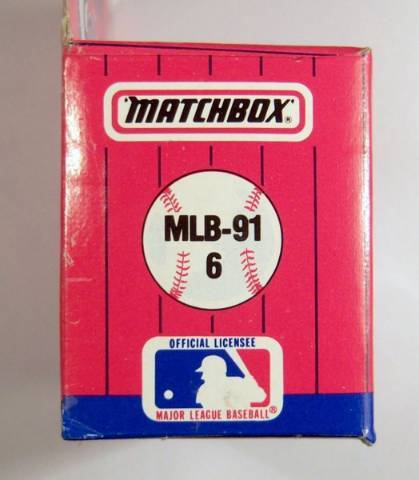 MATCHBOX®
MLB-91
6
OFFICIAL LICENSEE
MAJOR LEAGUE BASEBALL®